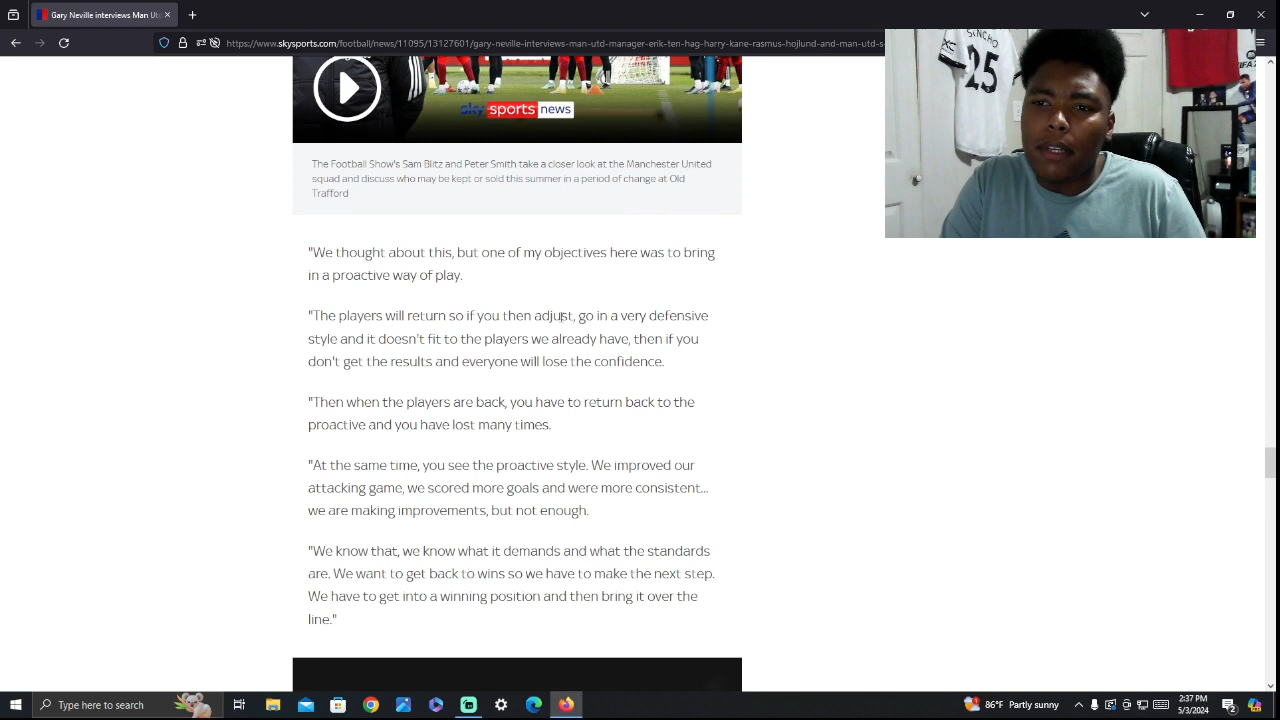 Gary Neville interviews Man Utd
https://www.skysports.com/football/news/11095/13127601/gary-neville-interviews-man-utd-manager-erik-ten-hag-harry-kane-rasmus-hojlund-and-man-utd-s
SANCHO
25
sky sports news
The Football Show's Sam Blitz and Peter Smith take a closer look at the Manchester United
squad and discuss who may be kept or sold this summer in a period of change at Old
Trafford
"We thought about this, but one of my objectives here was to bring
in a proactive way of play.
"The players will return so if you then adjust, go in a very defensive
style and it doesn't fit to the players we already have, then if you
don't get the results and everyone will lose the confidence.
"Then when the players are back, you have to return back to the
proactive and you have lost many times.
"At the same time, you see the proactive style. We improved our
attacking game, we scored more goals and were more consistent...
we are making improvements, but not enough.
"We know that, we know what it demands and what the standards
are. We want to get back to wins so we have to make the next step.
We have to get into a winning position and then bring it over the
line."
Type here to search
86°F Partly sunny
2:37 PM
5/3/2024
2